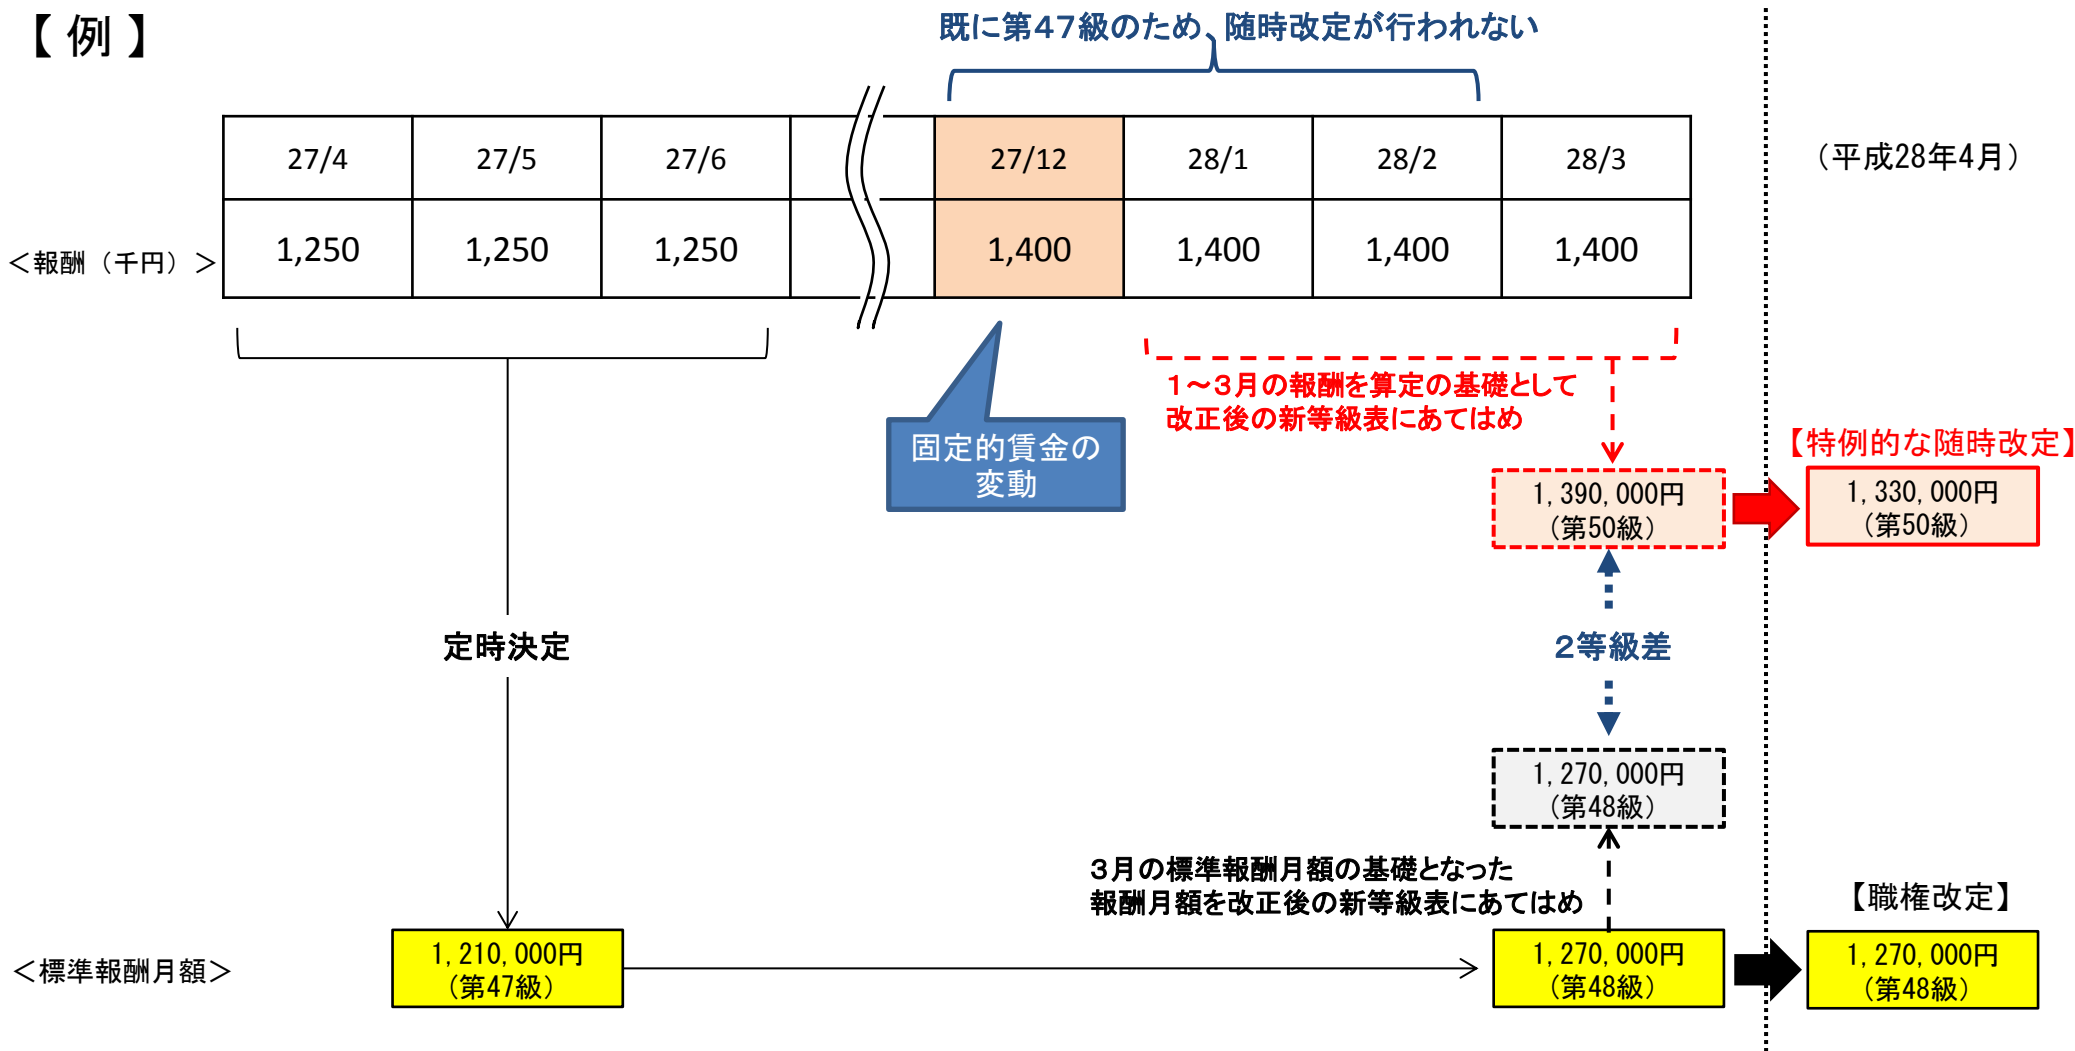 【 例 】
既に第47級のため、随時改定が行われない
27/4 27/5 27/6 27/12 28/1 28/2 28/3
（平成28年4月）
＜報酬（千円）＞ 1,250 1,250 1,250 1,400 1,400 1,400 1,400
固定的賃金の
変動
1～3月の報酬を算定の基礎として
改正後の新等級表にあてはめ
【特例的な随時改定】
1,390,000円
（第50級）
1,330,000円
（第50級）
定時決定
2等級差
1,270,000円
（第48級）
3月の標準報酬月額の基礎となった
報酬月額を改正後の新等級表にあてはめ
【職権改定】
＜標準報酬月額＞
1,210,000円
（第47級）
1,270,000円
（第48級）
1,270,000円
（第48級）